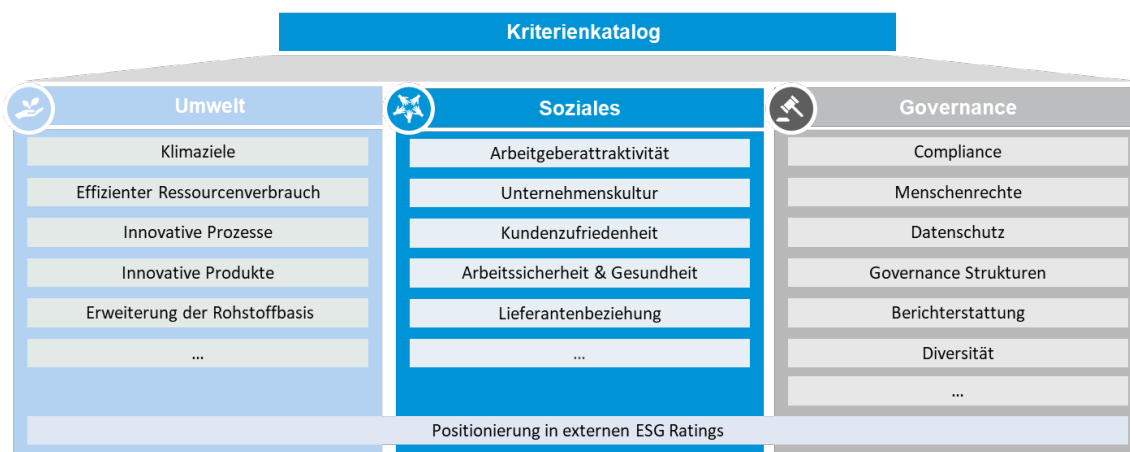 Kriterienkatalog
Umwelt
Klimaziele
Effizienter Ressourcenverbrauch
Innovative Prozesse
Innovative Produkte
Erweiterung der Rohstoffbasis
...
Soziales
Arbeitgeberattraktivität
Unternehmenskultur
Kundenzufriedenheit
Arbeitssicherheit & Gesundheit
Lieferantenbeziehung
...
Governance
Compliance
Menschenrechte
Datenschutz
Governance Strukturen
Berichterstattung
Diversität
...
Positionierung in externen ESG Ratings